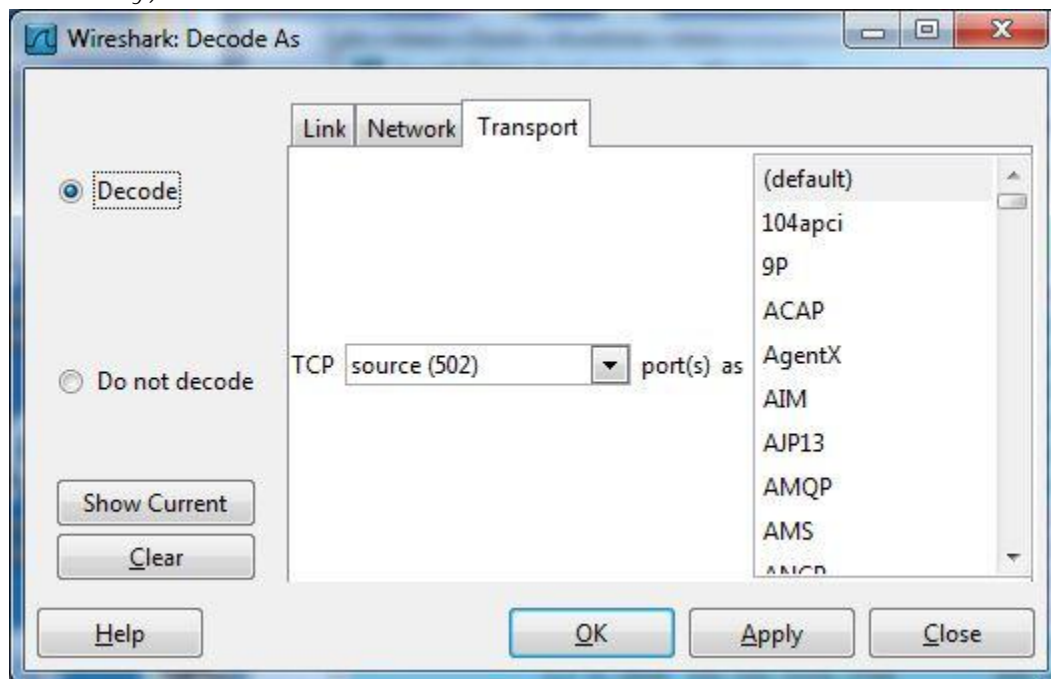 Wireshark: Decode As
Link Network Transport
Decode
Do not decode
Show Current
Clear
TCP source (502) port(s) as
(default)
104apci
9P
ACAP
AgentX
AIM
AJP13
AMQP
AMS
Help OK Apply Close